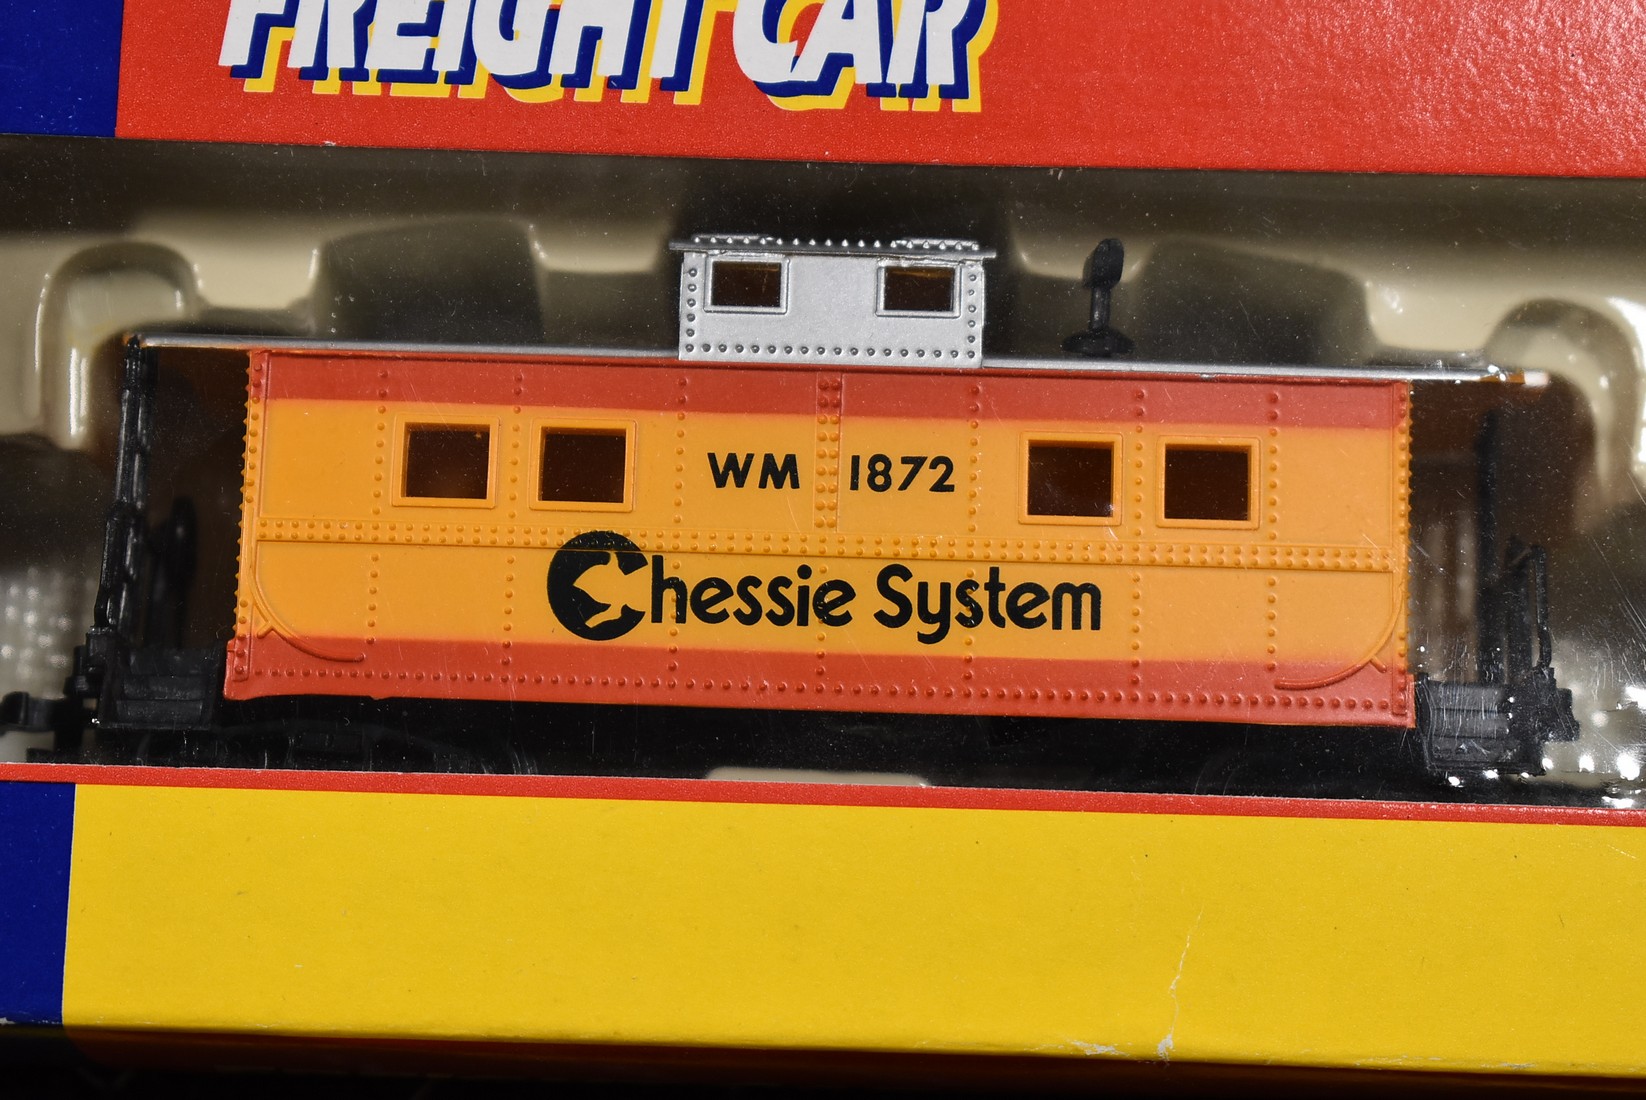 FREIGHT CAR
WM 1872
Chessie System